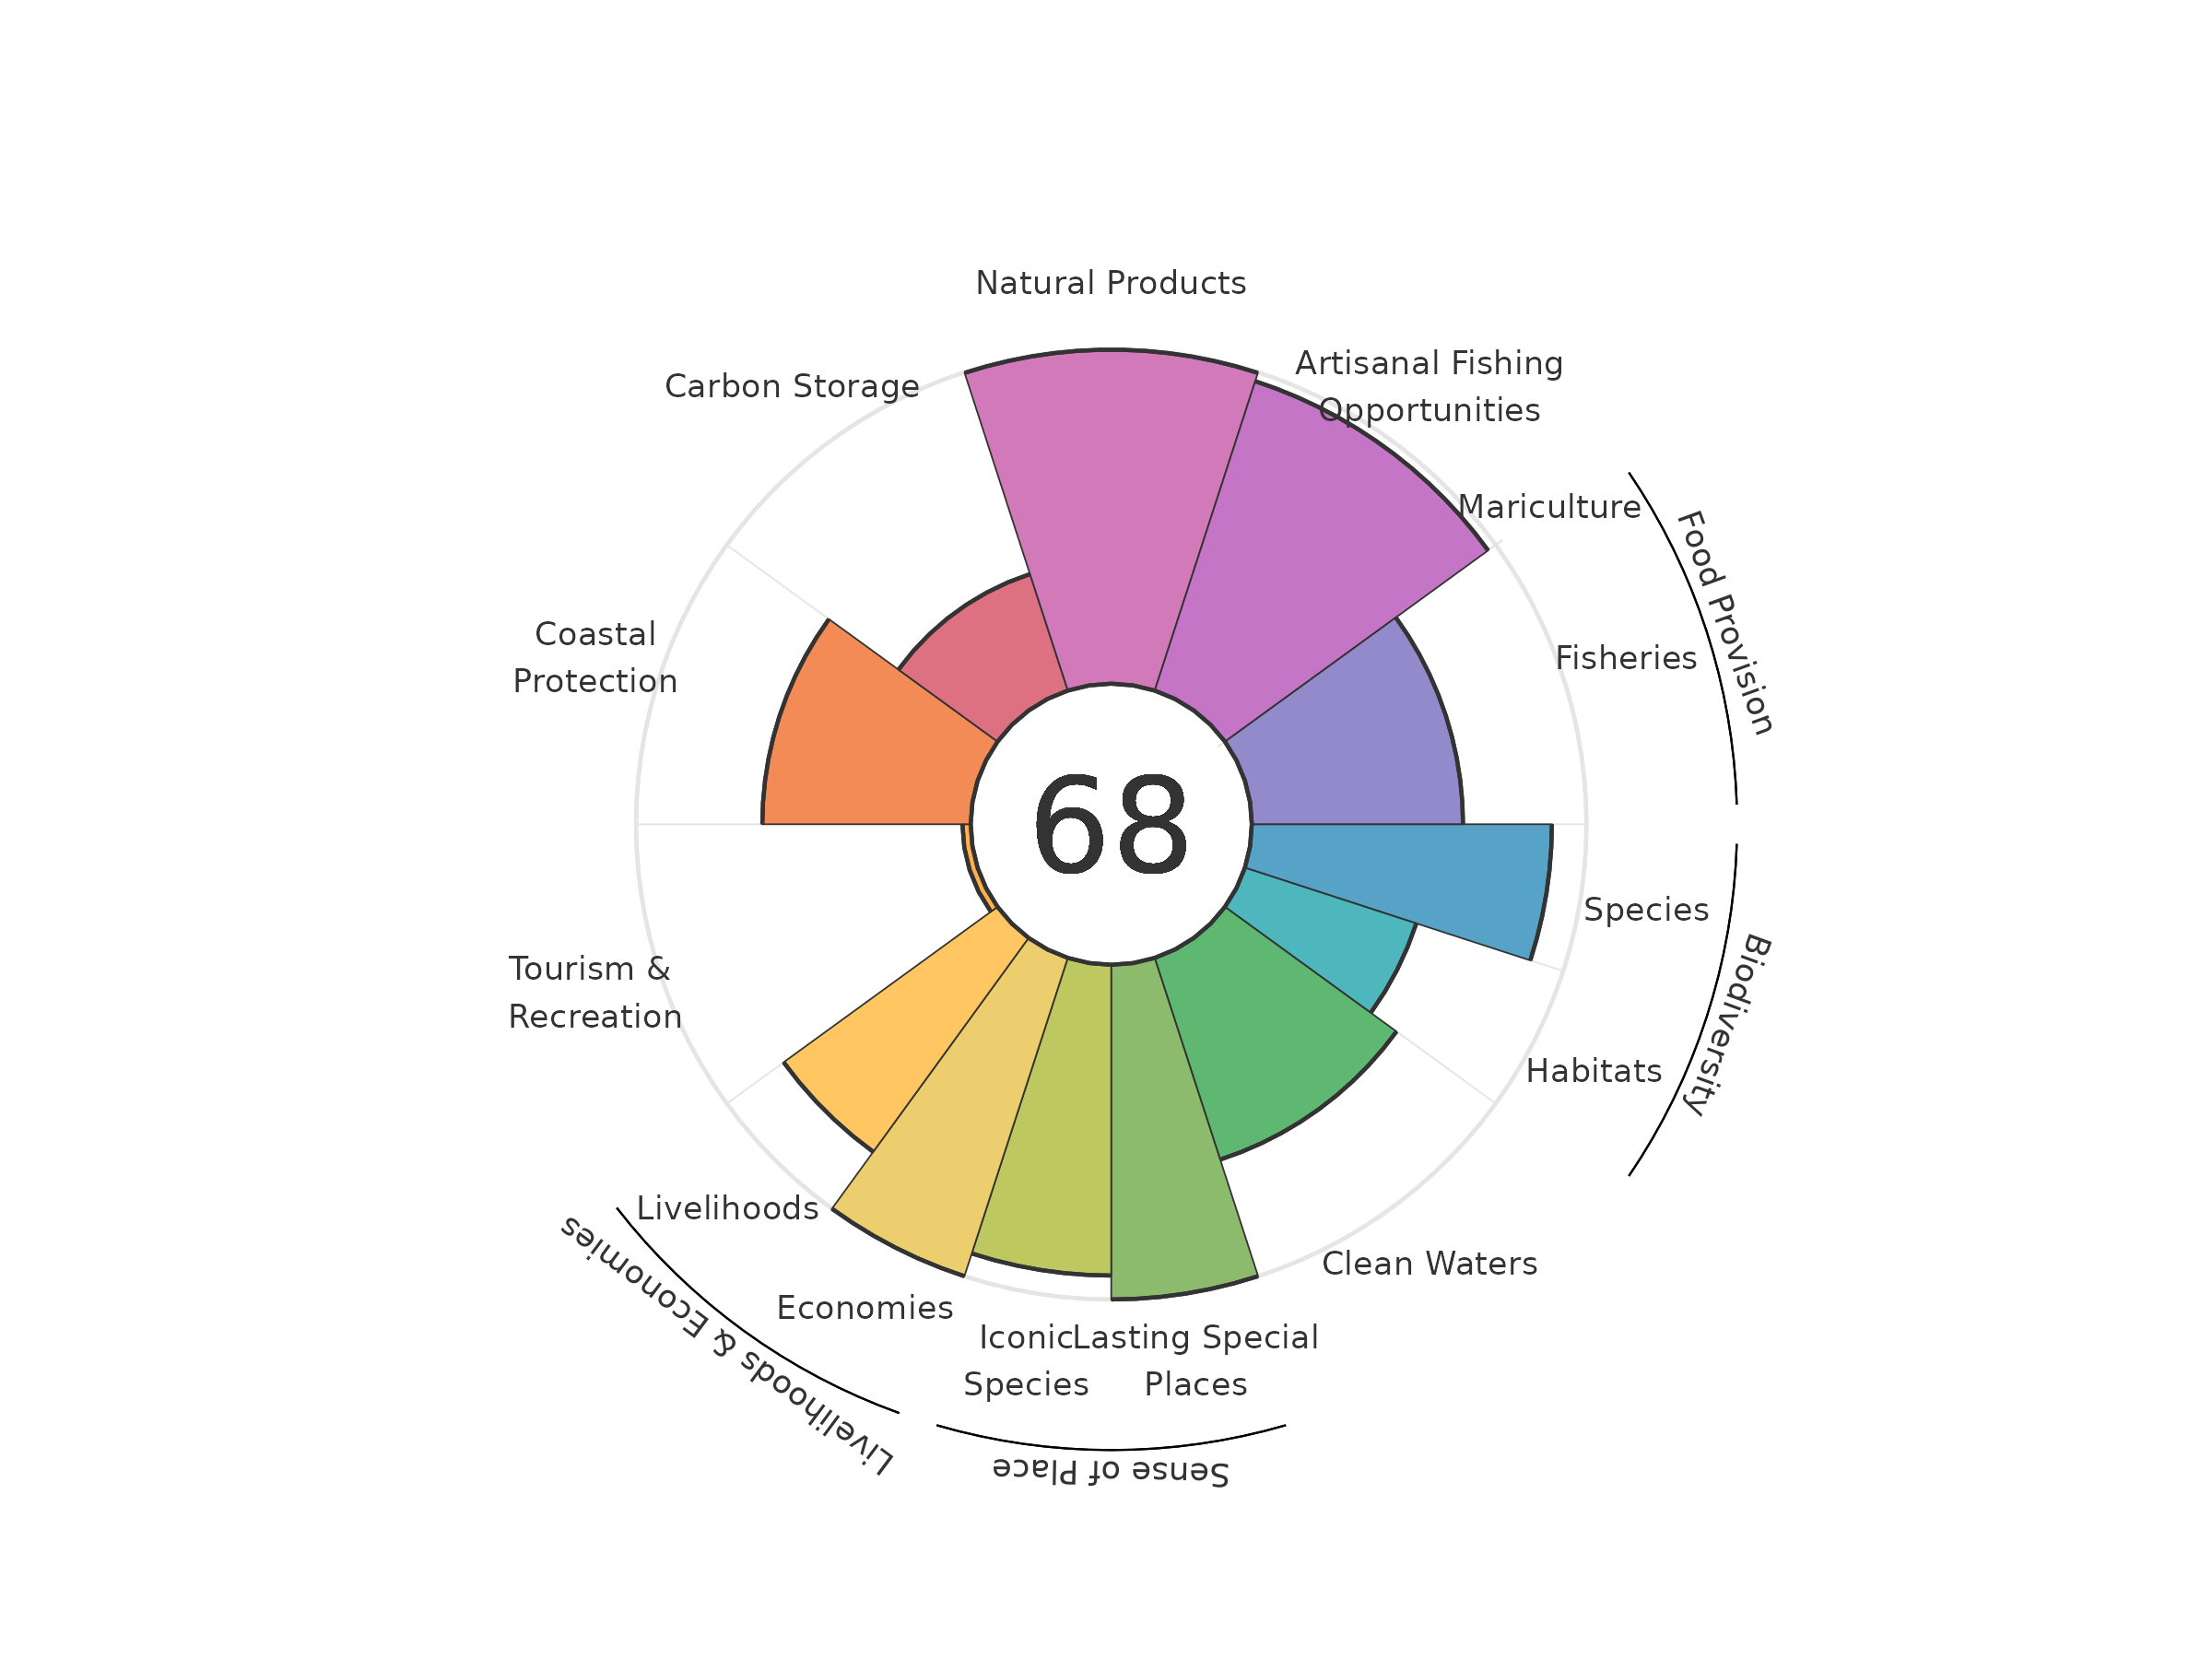 Natural Products
Carbon Storage
Artisanal Fishing
Opportunities
Mariculture
Food Provision
Coastal
Protection
Fisheries
68
Species
Biodiversity
Tourism &
Recreation
Habitats
Livelihoods
Clean Waters
Economies
Livelihoods & Economies
Iconic
Species
Lasting Special
Places
Sense of Place